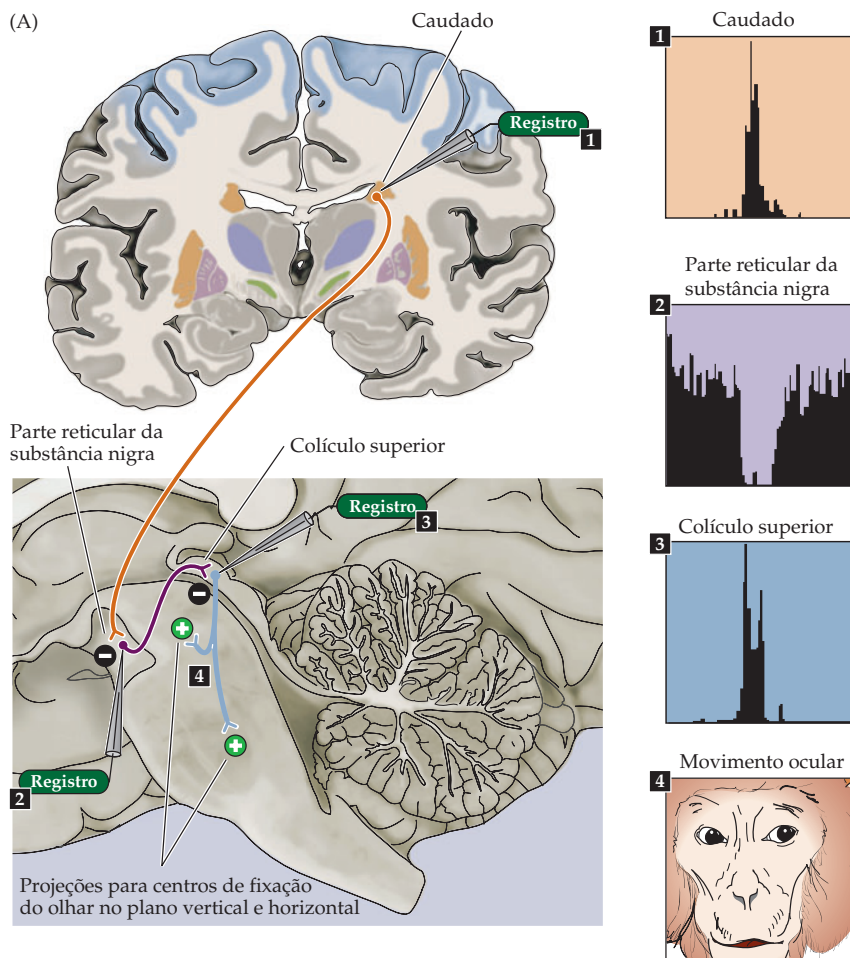 (A)
Caudado
Registro
1
Parte reticular da
substância nigra
Colículo superior
Registro
3
4
Registro
2
Projeções para centros de fixação
do olhar no plano vertical e horizontal
Caudado
1
Parte reticular da
substância nigra
2
Colículo superior
3
Movimento ocular
4